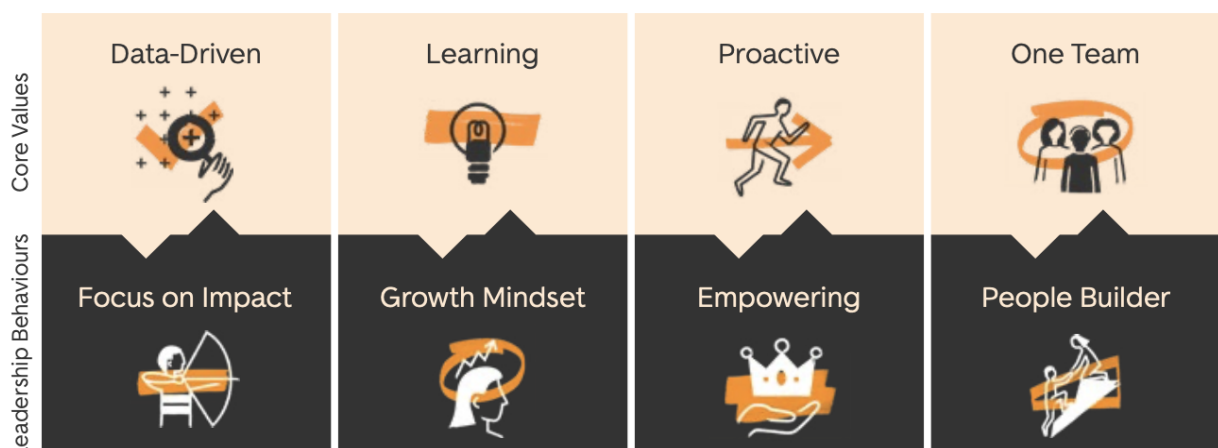 Core Values
Data-Driven
Learning
Proactive
One Team
eadership Behaviours
Focus on Impact
Growth Mindset
Empowering
People Builder